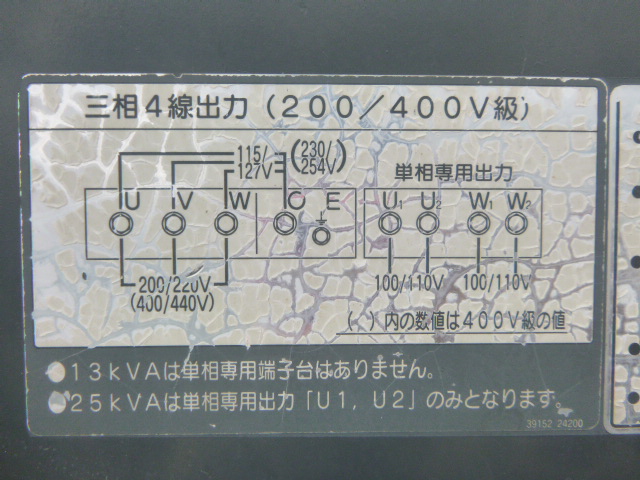 三相4線出力(200/400V級)
115/127V (230/254V)
単相専用出力
U V W O E
U1 U2 W1 W2
200/220V
(400/440V)
100/110V 100/110V
( )内の数値は400V級の値
●13kVAは単相専用端子台はありません。
●25kVAは単相専用出力「U1, U2」のみとなります。
39152 24200